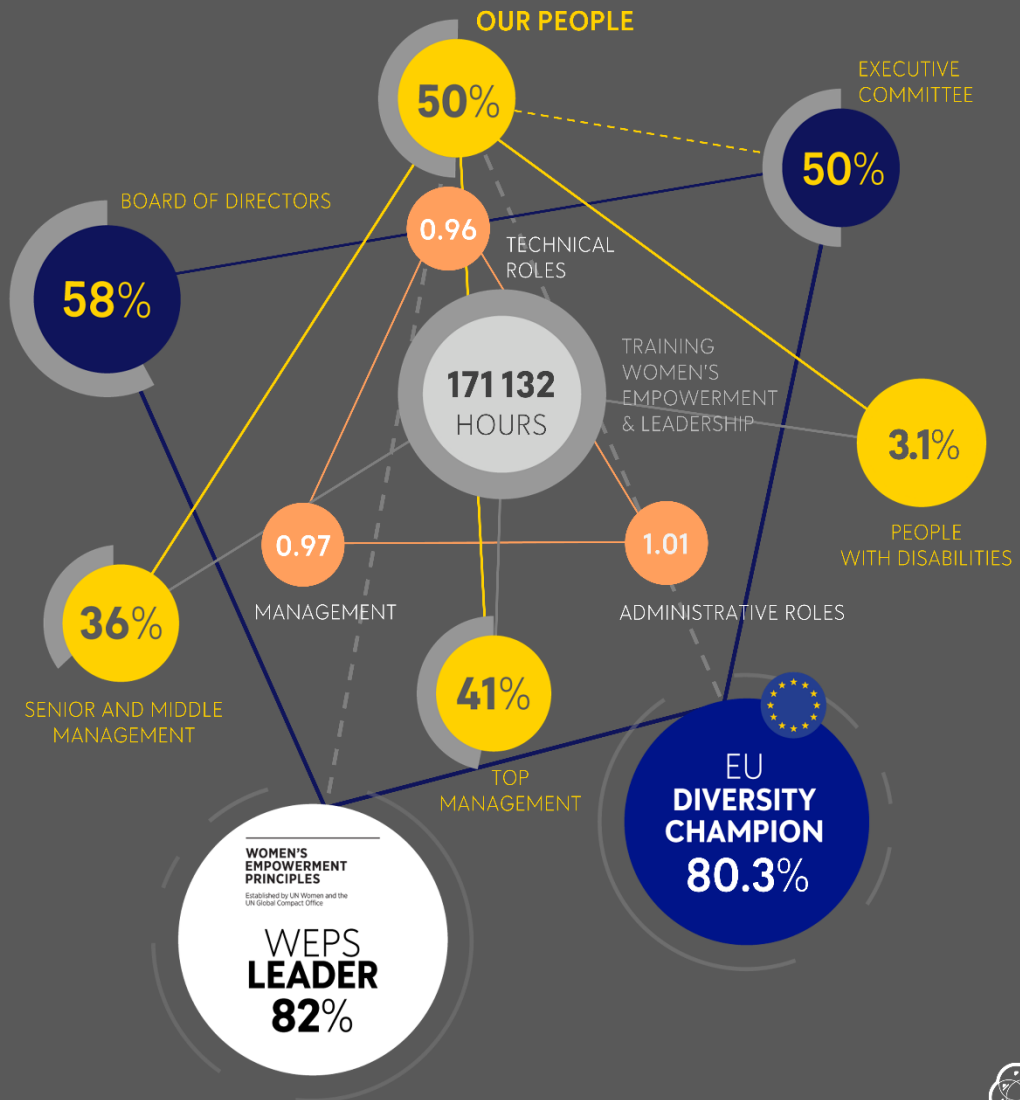 OUR PEOPLE
50%
EXECUTIVE
COMMITTEE
50%
BOARD OF DIRECTORS
58%
0.96
TECHNICAL
ROLES
171 132
HOURS
TRAINING
WOMEN'S
EMPOWERMENT
& LEADERSHIP
3.1%
PEOPLE
WITH DISABILITIES
0.97
MANAGEMENT
1.01
ADMINISTRATIVE ROLES
36%
SENIOR AND MIDDLE
MANAGEMENT
41%
TOP
MANAGEMENT
EU
DIVERSITY
CHAMPION
80.3%
WOMEN'S
EMPOWERMENT
PRINCIPLES
Established by UN Women and the
UN Global Compact Office
WEPS
LEADER
82%